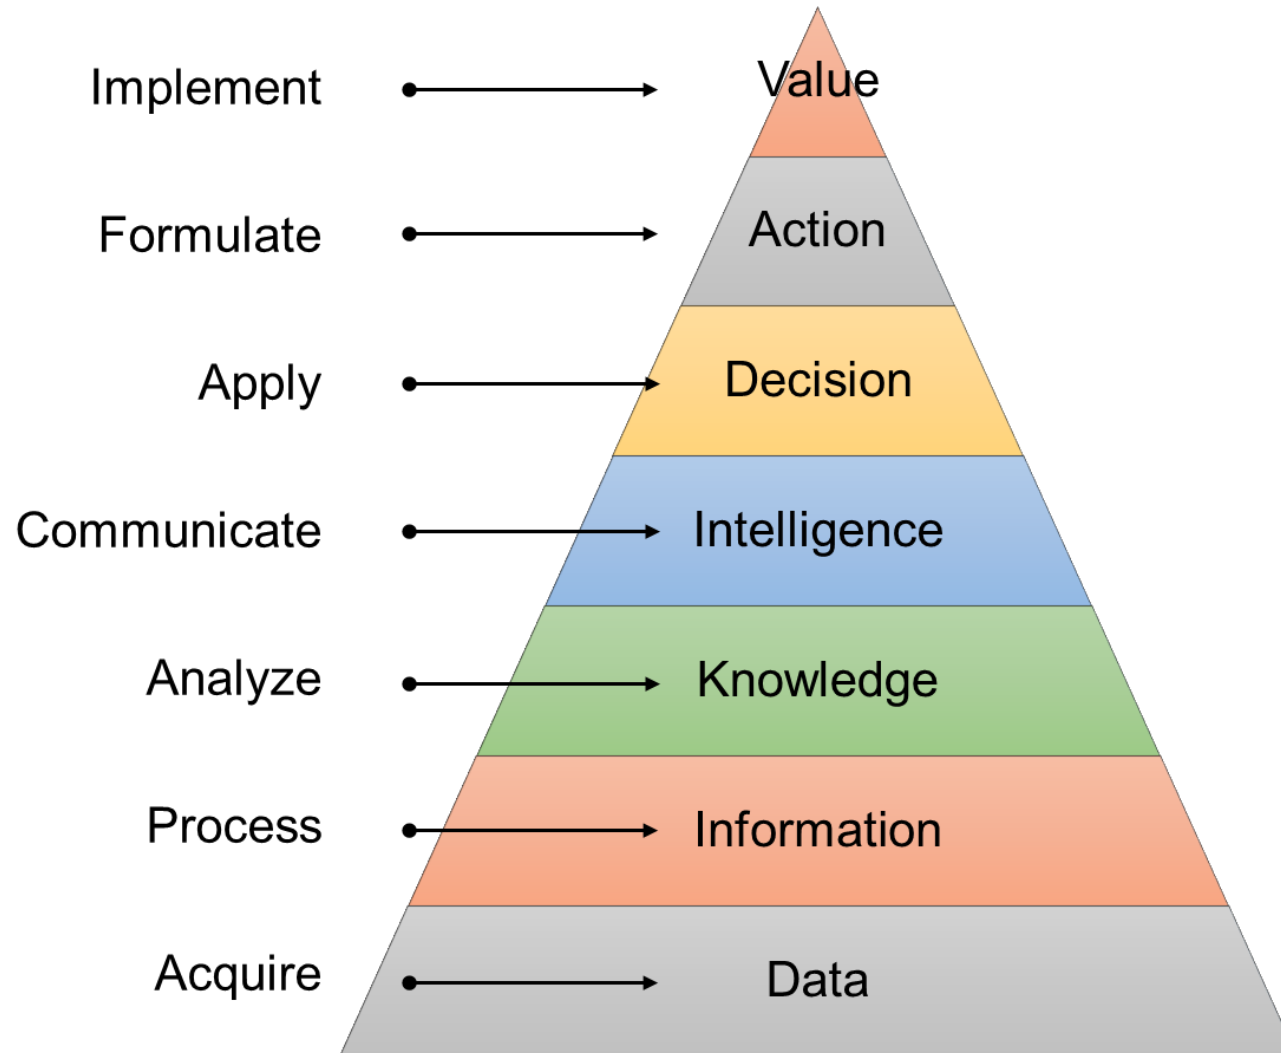 Implement Value
Formulate Action
Apply Decision
Communicate Intelligence
Analyze Knowledge
Process Information
Acquire Data